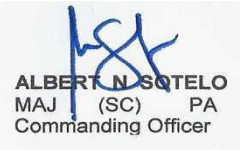 ALBERT N SOTELO
MAJ (SC) PA
Commanding Officer